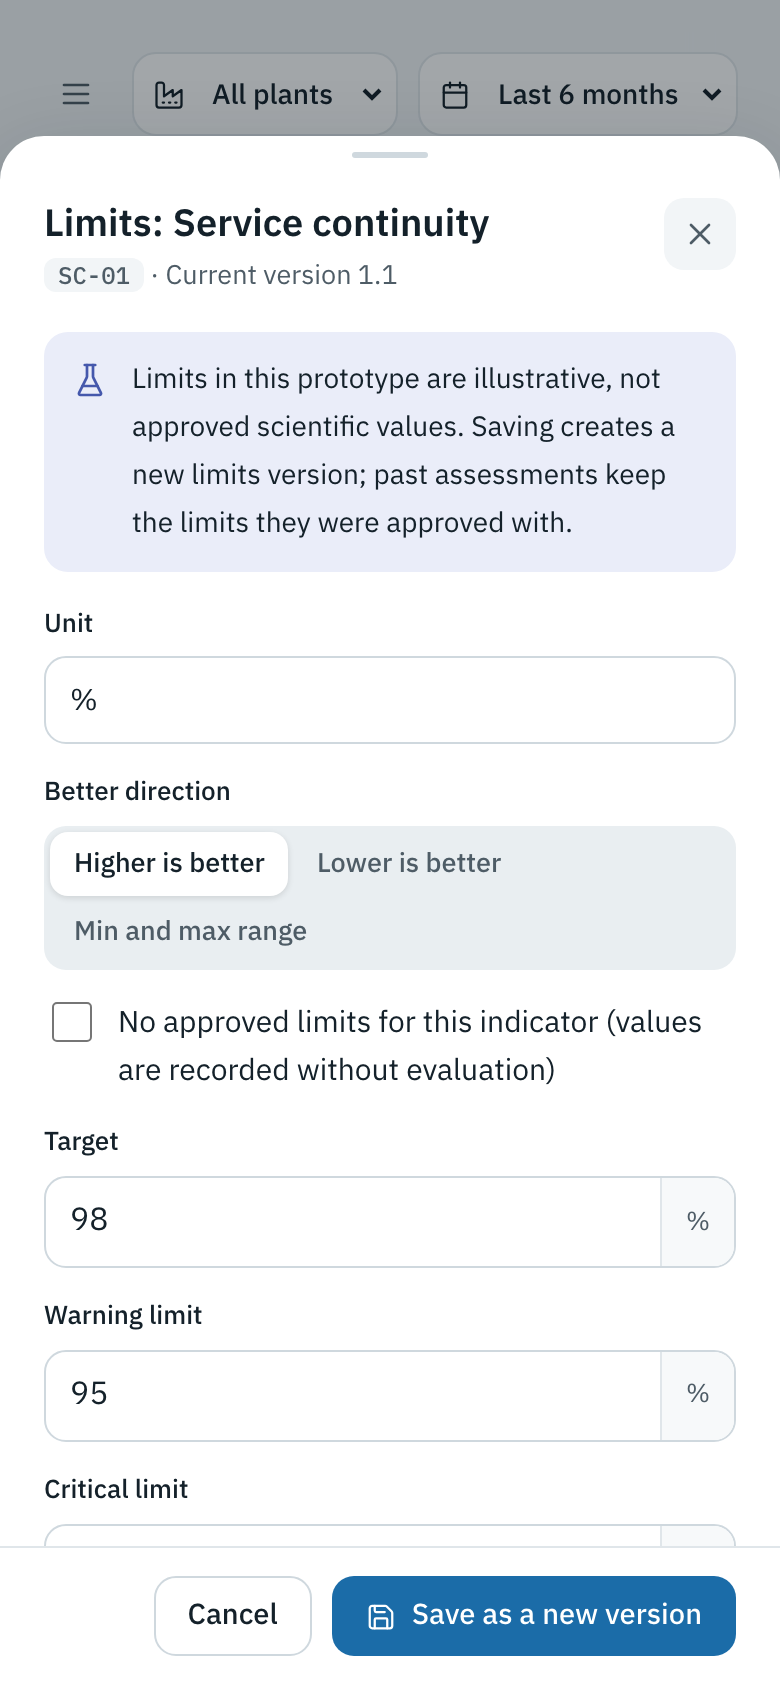 All plants
Last 6 months
Limits: Service continuity
SC-01 · Current version 1.1
Limits in this prototype are illustrative, not
approved scientific values. Saving creates a
new limits version; past assessments keep
the limits they were approved with.
Unit
%
Better direction
Higher is better
Lower is better
Min and max range
No approved limits for this indicator (values
are recorded without evaluation)
Target
98
%
Warning limit
95
%
Critical limit
Cancel
Save as a new version